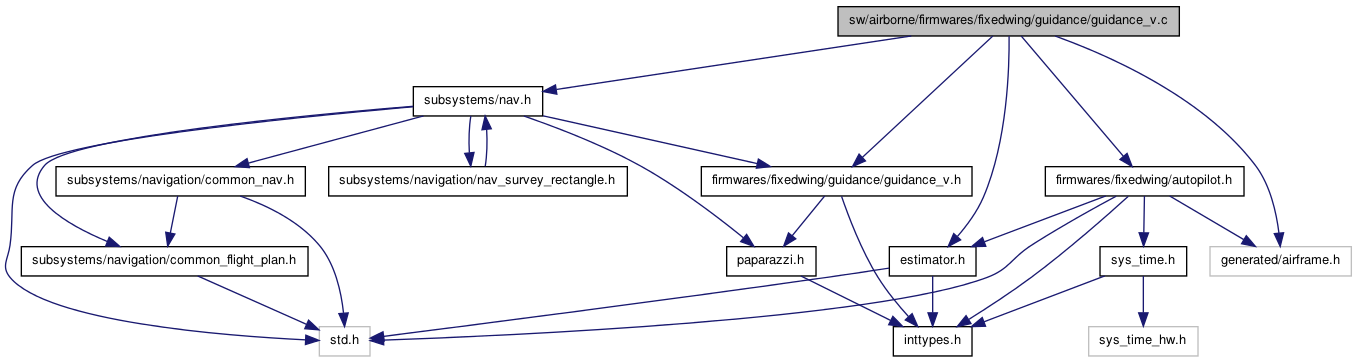 sw/airborne/firmwares/fixedwing/guidance/guidance_v.c
subsystems/nav.h
subsystems/navigation/common_nav.h
subsystems/navigation/nav_survey_rectangle.h
firmwares/fixedwing/guidance/guidance_v.h
firmwares/fixedwing/autopilot.h
subsystems/navigation/common_flight_plan.h
paparazzi.h
estimator.h
sys_time.h
generated/airframe.h
std.h
inttypes.h
sys_time_hw.h